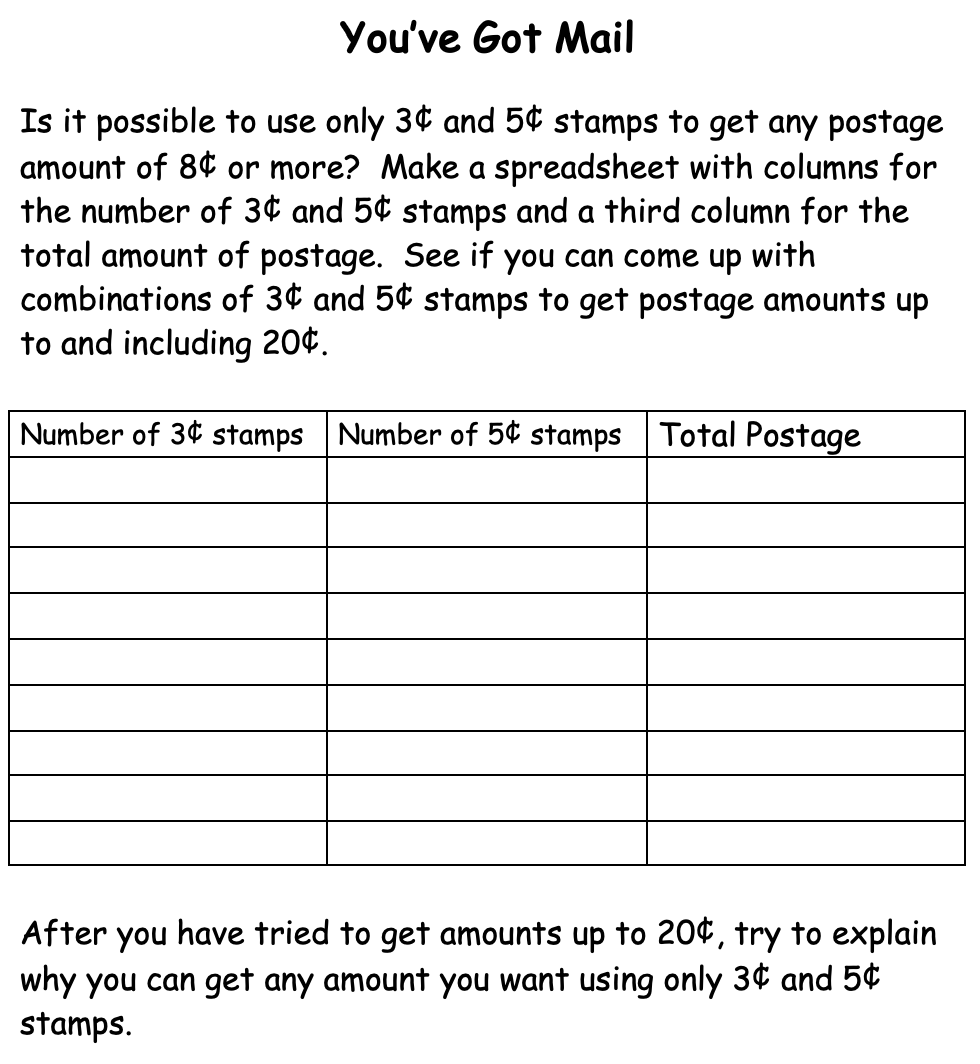 You've Got Mail
Is it possible to use only 3¢ and 5¢ stamps to get any postage
amount of 8¢ or more?  Make a spreadsheet with columns for
the number of 3¢ and 5¢ stamps and a third column for the
total amount of postage.  See if you can come up with
combinations of 3¢ and 5¢ stamps to get postage amounts up
to and including 20¢.
Number of 3¢ stamps Number of 5¢ stamps Total Postage
After you have tried to get amounts up to 20¢, try to explain
why you can get any amount you want using only 3¢ and 5¢
stamps.